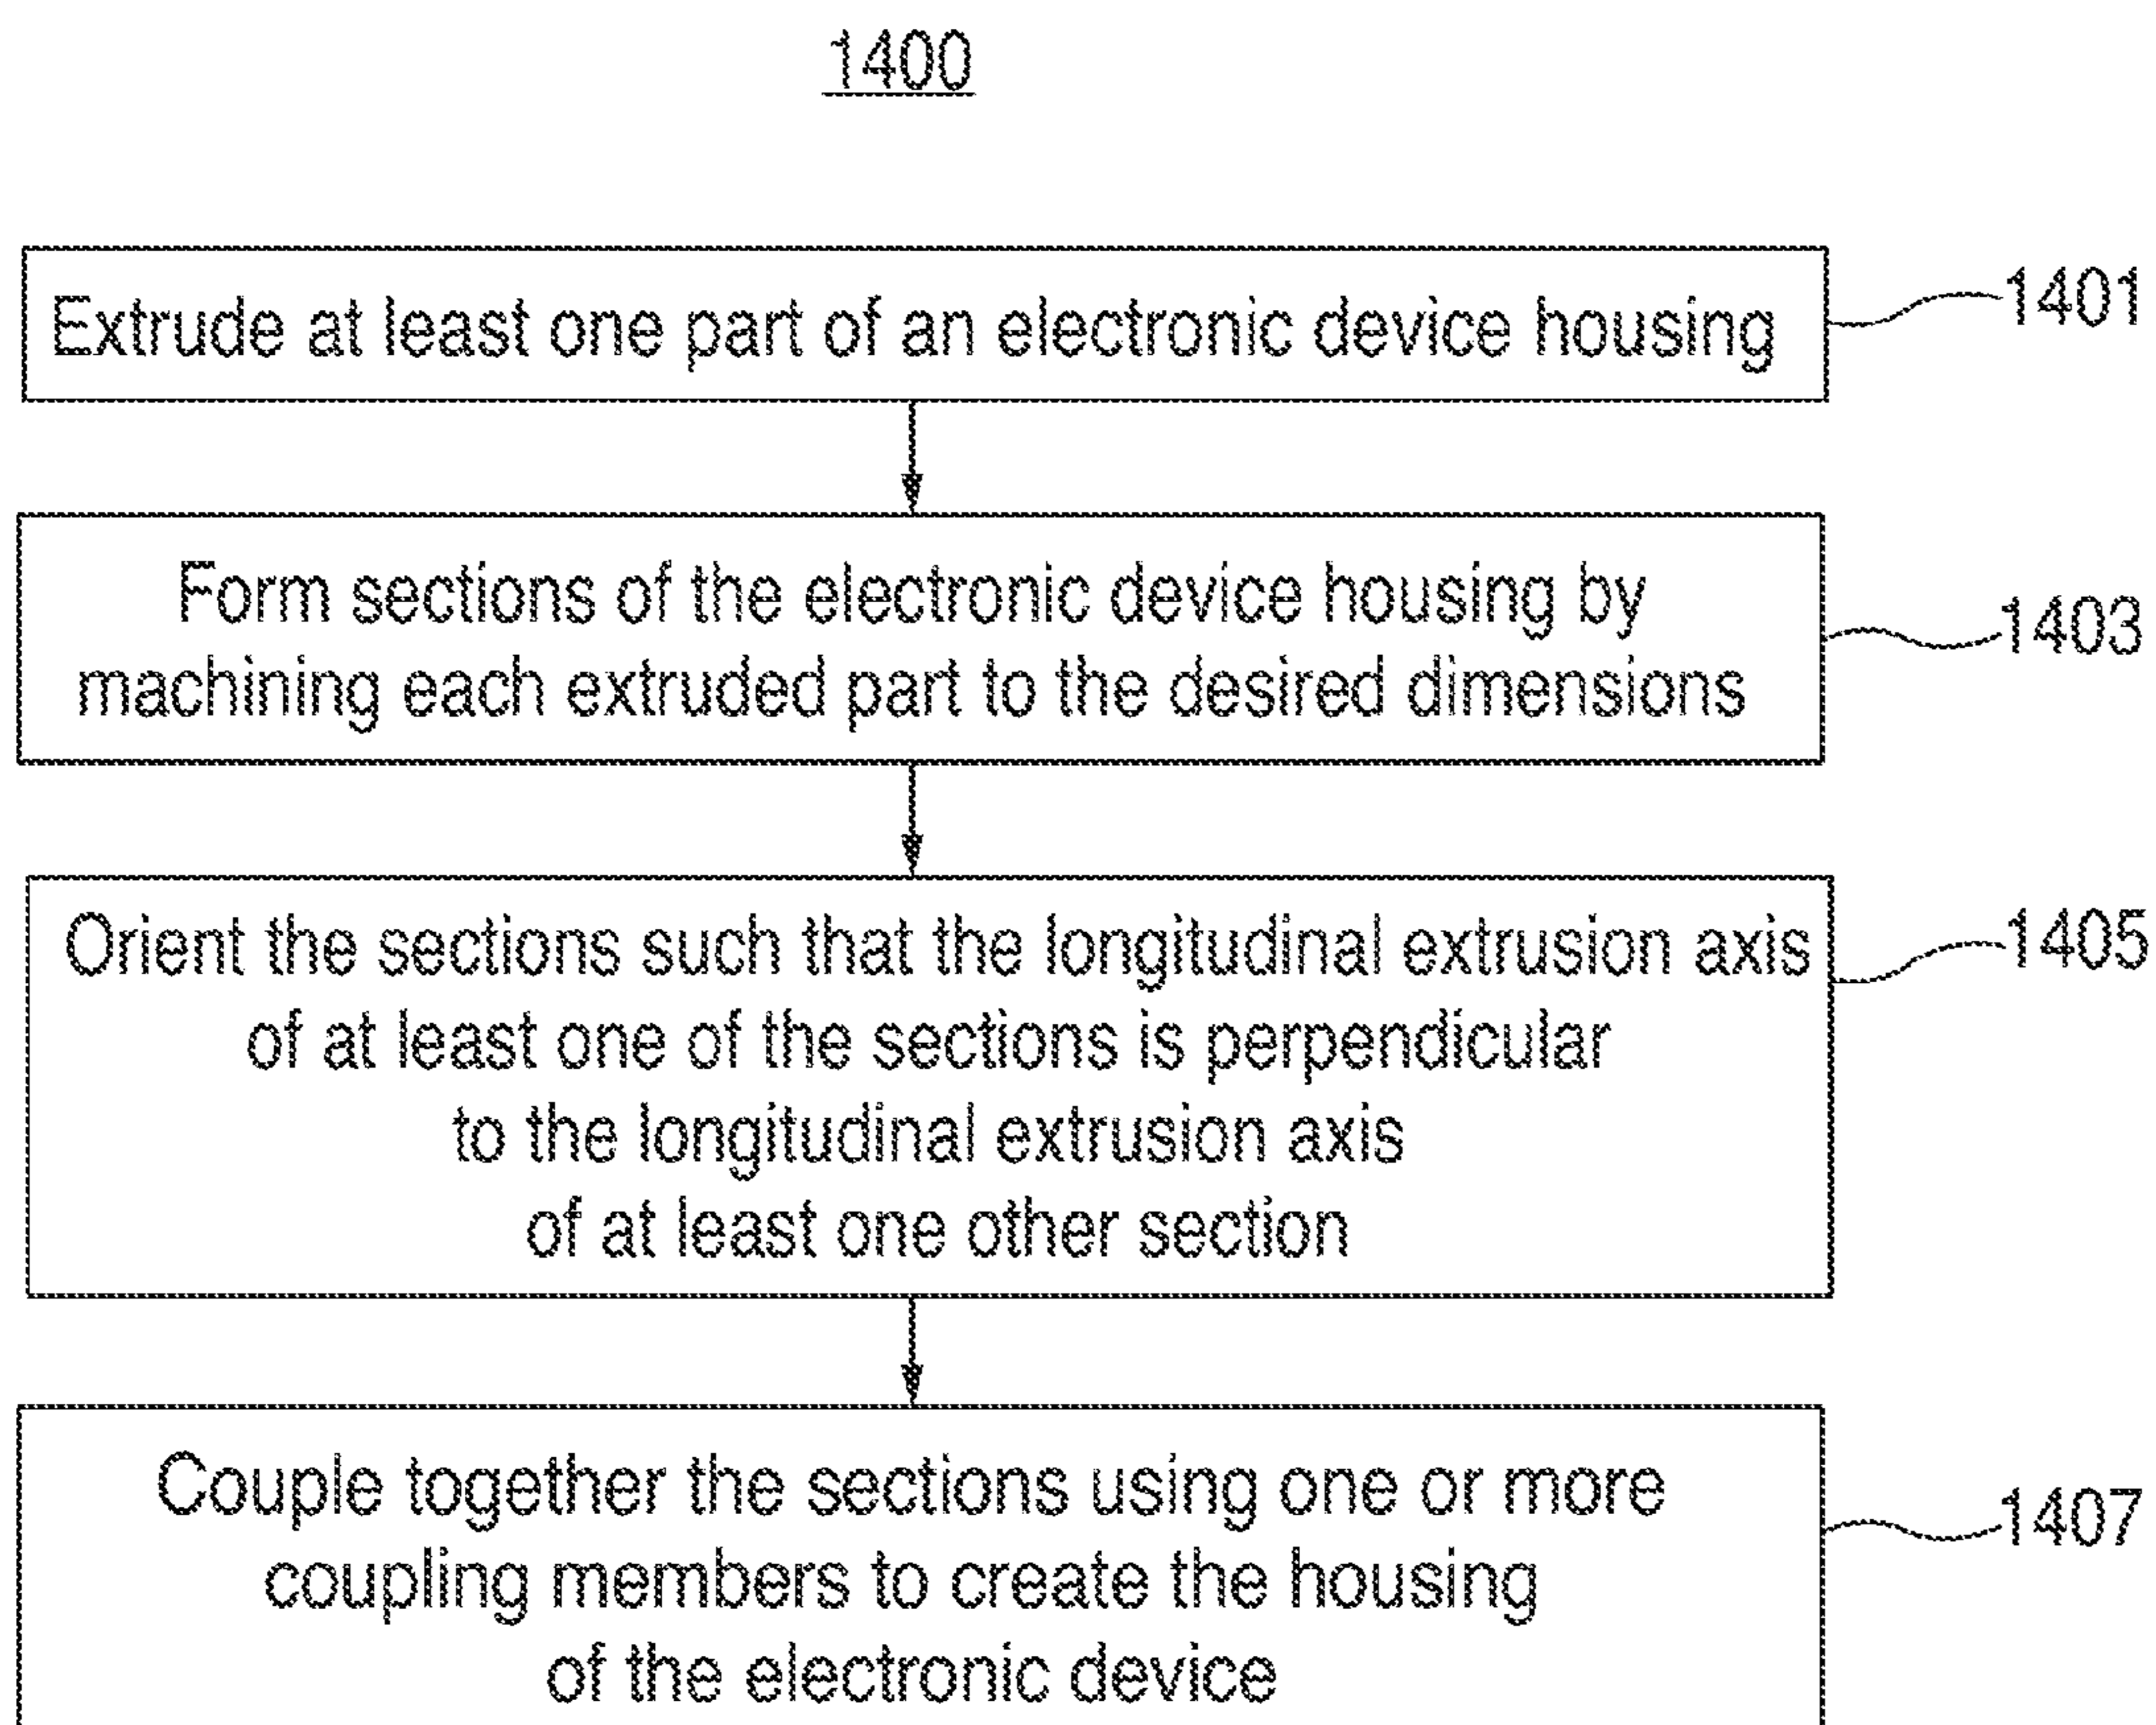 1400
Extrude at least one part of an electronic device housing
1401
Form sections of the electronic device housing by
machining each extruded part to the desired dimensions
1403
Orient the sections such that the longitudinal extrusion axis
of at least one of the sections is perpendicular
to the longitudinal extrusion axis
of at least one other section
1405
Couple together the sections using one or more
coupling members to create the housing
of the electronic device
1407